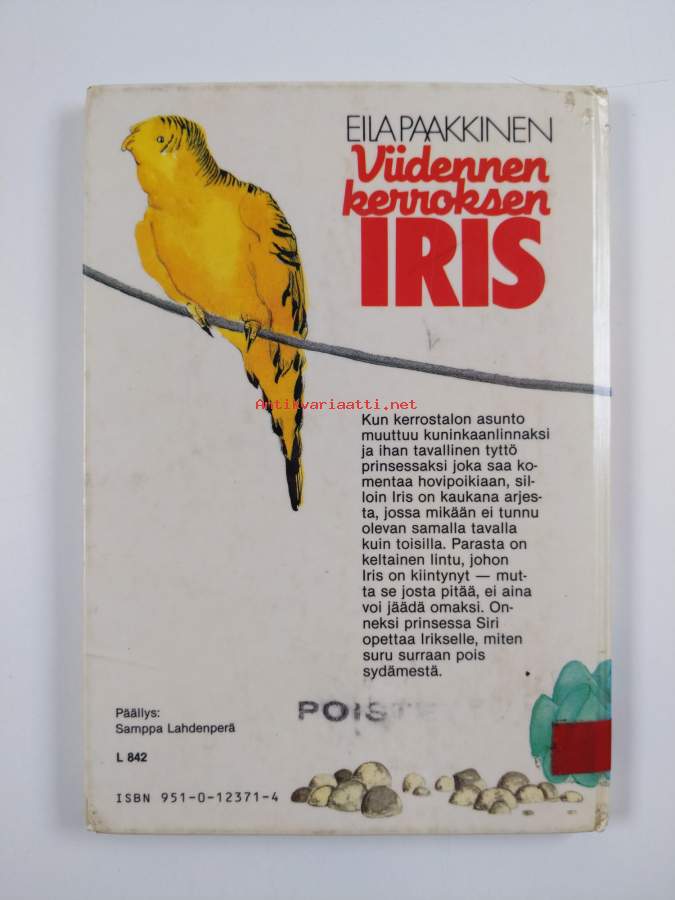 EILA PAAKKINEN
Viidennen
kerroksen
IRIS
Antikvariaatti.net
Kun kerrostalon asunto
muuttuu kuninkaanlinnaksi
ja ihan tavallinen tyttö
prinsessaksi joka saa ko-
mentaa hovipoikiaan, sil-
loin Iris on kaukana arjes-
ta, jossa mikään ei tunnu
olevan samalla tavalla
kuin toisilla. Parasta on
keltainen lintu, johon
Iris on kiintynyt — mut-
ta se josta pitää, ei aina
voi jäädä omaksi. On-
neksi prinsessa Siri
opettaa Irikselle, miten
suru surraan pois
sydämestä.
Päällys:
Samppa Lahdenperä
L 842
ISBN 951-0-12371-4